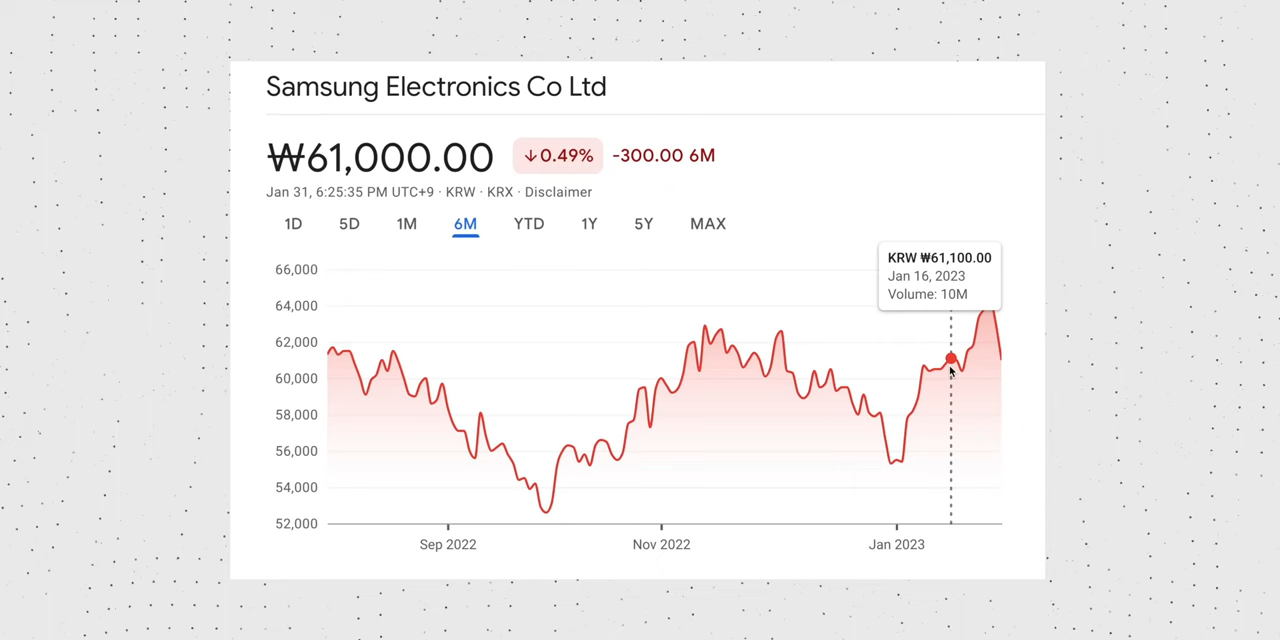 Samsung Electronics Co Ltd
₩61,000.00 ↓0.49% -300.00 6M
Jan 31, 6:25:35 PM UTC+9 · KRW · KRX · Disclaimer
1D 5D 1M 6M YTD 1Y 5Y MAX
KRW ₩61,100.00
Jan 16, 2023
Volume: 10M
66,000
64,000
62,000
60,000
58,000
56,000
54,000
52,000
Sep 2022 Nov 2022 Jan 2023